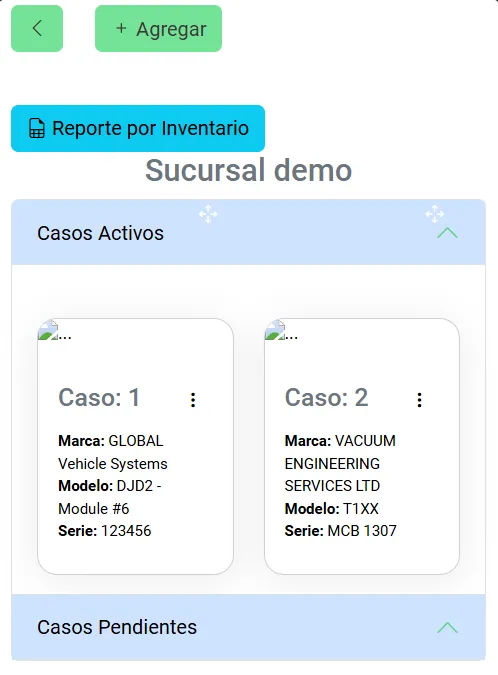 + Agregar
Reporte por Inventario
Sucursal demo
Casos Activos
...
Caso: 1
Marca: GLOBAL
Vehicle Systems
Modelo: DJD2 -
Module #6
Serie: 123456
...
Caso: 2
Marca: VACUUM
ENGINEERING
SERVICES LTD
Modelo: T1XX
Serie: MCB 1307
Casos Pendientes